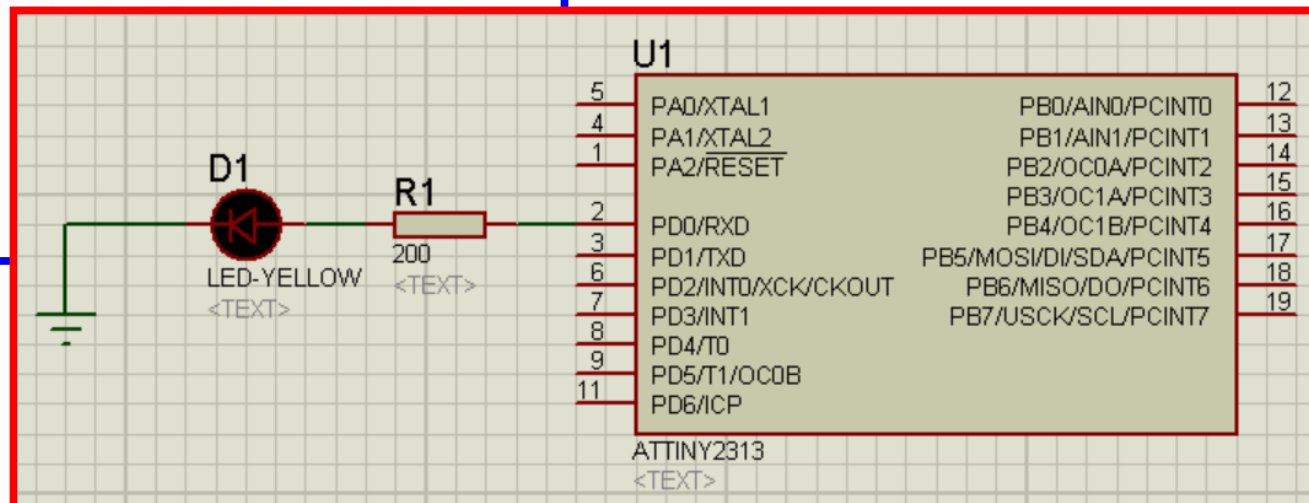 U1
5 PA0/XTAL1 PB0/AIN0/PCINT0 12
4 PA1/XTAL2 PB1/AIN1/PCINT1 13
1 PA2/RESET PB2/OC0A/PCINT2 14
PB3/OC1A/PCINT3 15
2 PD0/RXD PB4/OC1B/PCINT4 16
3 PD1/TXD PB5/MOSI/DI/SDA/PCINT5 17
6 PD2/INT0/XCK/CKOUT PB6/MISO/DO/PCINT6 18
7 PD3/INT1 PB7/USCK/SCL/PCINT7 19
8 PD4/T0
9 PD5/T1/OC0B
11 PD6/ICP
ATTINY2313
<TEXT>
D1
LED-YELLOW
<TEXT>
R1
200
<TEXT>